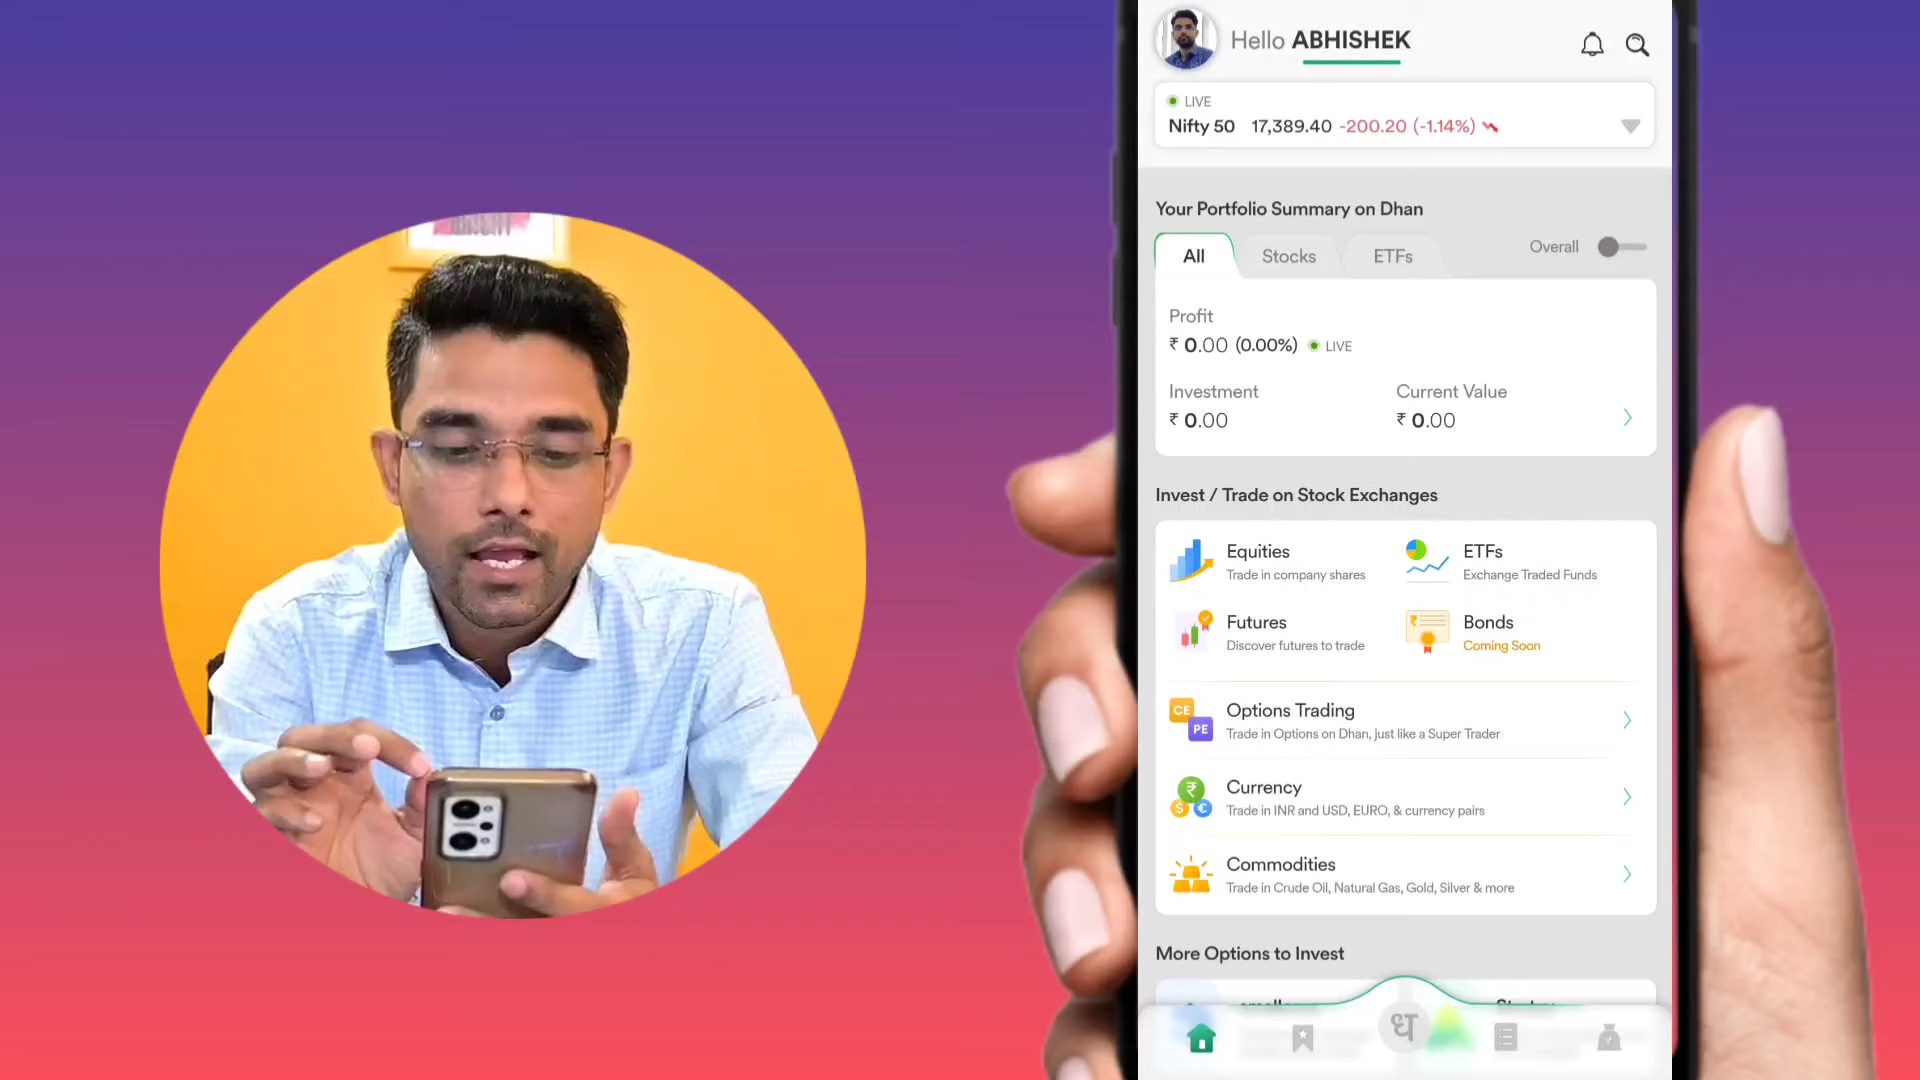 Hello ABHISHEK
LIVE
Nifty 50 17,389.40 -200.20 (-1.14%)
Your Portfolio Summary on Dhan
All Stocks ETFs Overall
Profit
₹ 0.00 (0.00%) LIVE
Investment Current Value
₹ 0.00 ₹ 0.00
Invest / Trade on Stock Exchanges
Equities
Trade in company shares
ETFs
Exchange Traded Funds
Futures
Discover futures to trade
₹
Bonds
Coming Soon
CE
PE
Options Trading
Trade in Options on Dhan, just like a Super Trader
₹
$ €
Currency
Trade in INR and USD, EURO, & currency pairs
Commodities
Trade in Crude Oil, Natural Gas, Gold, Silver & more
More Options to Invest
ध